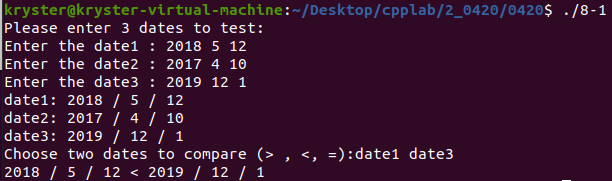 kryster@kryster-virtual-machine:~/Desktop/cpplab/2_0420/0420$ ./8-1
Please enter 3 dates to test:
Enter the date1 : 2018 5 12
Enter the date2 : 2017 4 10
Enter the date3 : 2019 12 1
date1: 2018 / 5 / 12
date2: 2017 / 4 / 10
date3: 2019 / 12 / 1
Choose two dates to compare (> , <, =):date1 date3
2018 / 5 / 12 < 2019 / 12 / 1